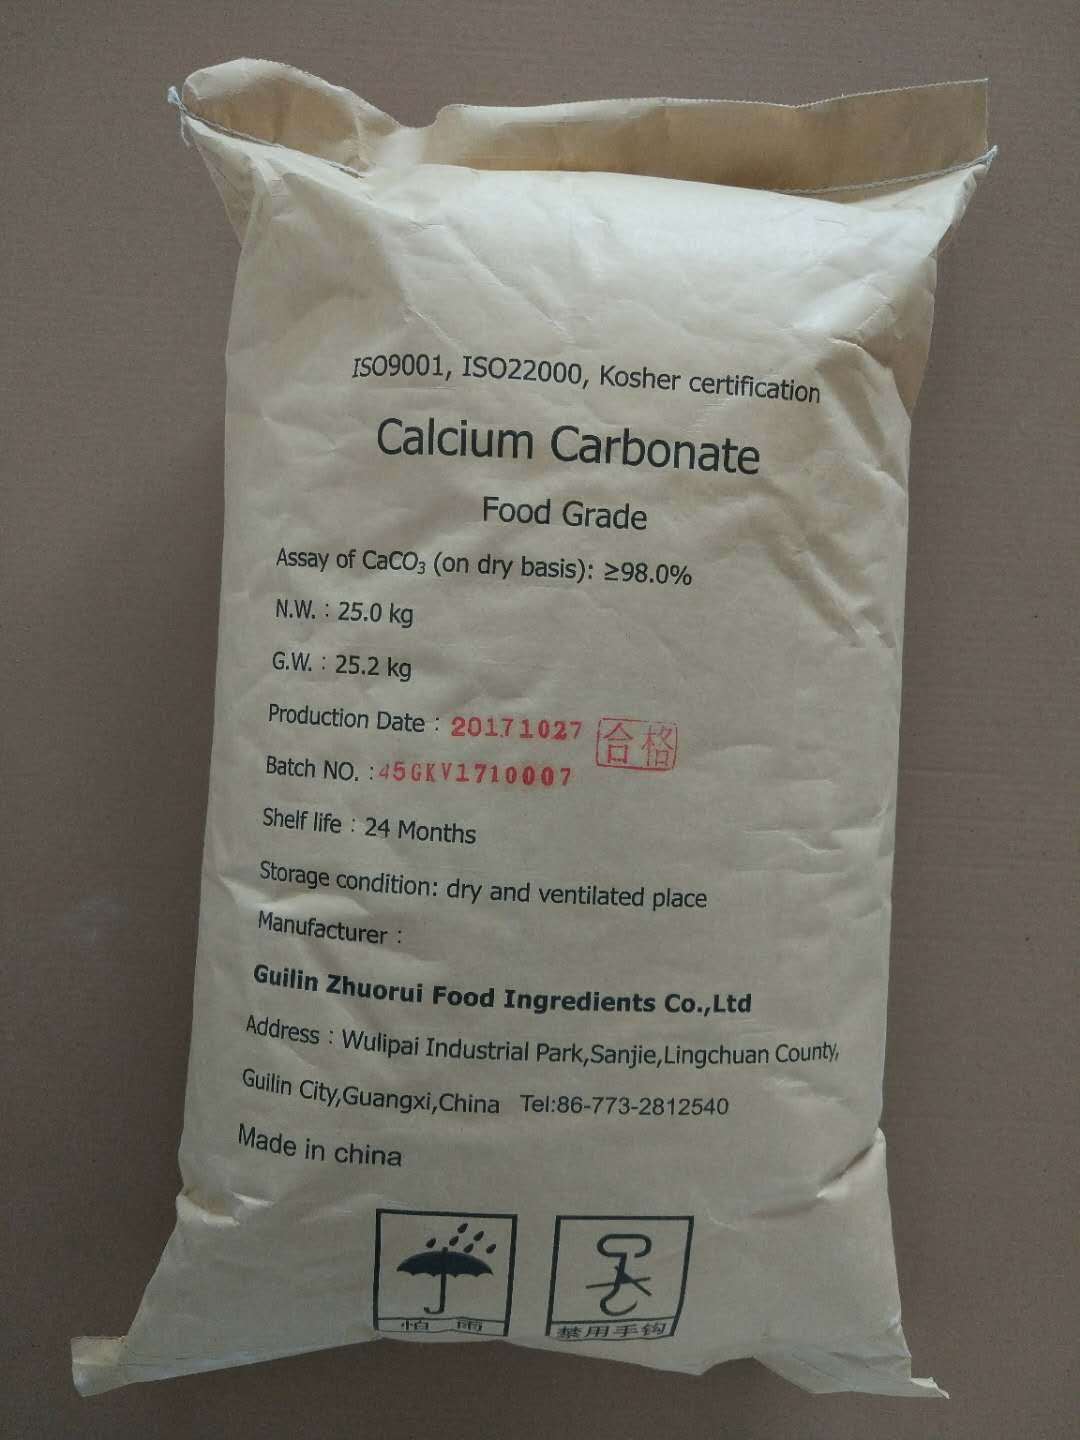 ISO9001, ISO22000, Kosher certification
Calcium Carbonate
Food Grade
Assay of CaCO₃ (on dry basis): ≥98.0%
N.W.：25.0 kg
G.W.：25.2 kg
Production Date：20171027 合格
Batch NO. :45GKV1710007
Shelf life：24 Months
Storage condition: dry and ventilated place
Manufacturer：
Guilin Zhuorui Food Ingredients Co.,Ltd
Address：Wulipai Industrial Park,Sanjie,Lingchuan County,
Guilin City,Guangxi,China Tel:86-773-2812540
Made in china
怕雨 禁用手钩